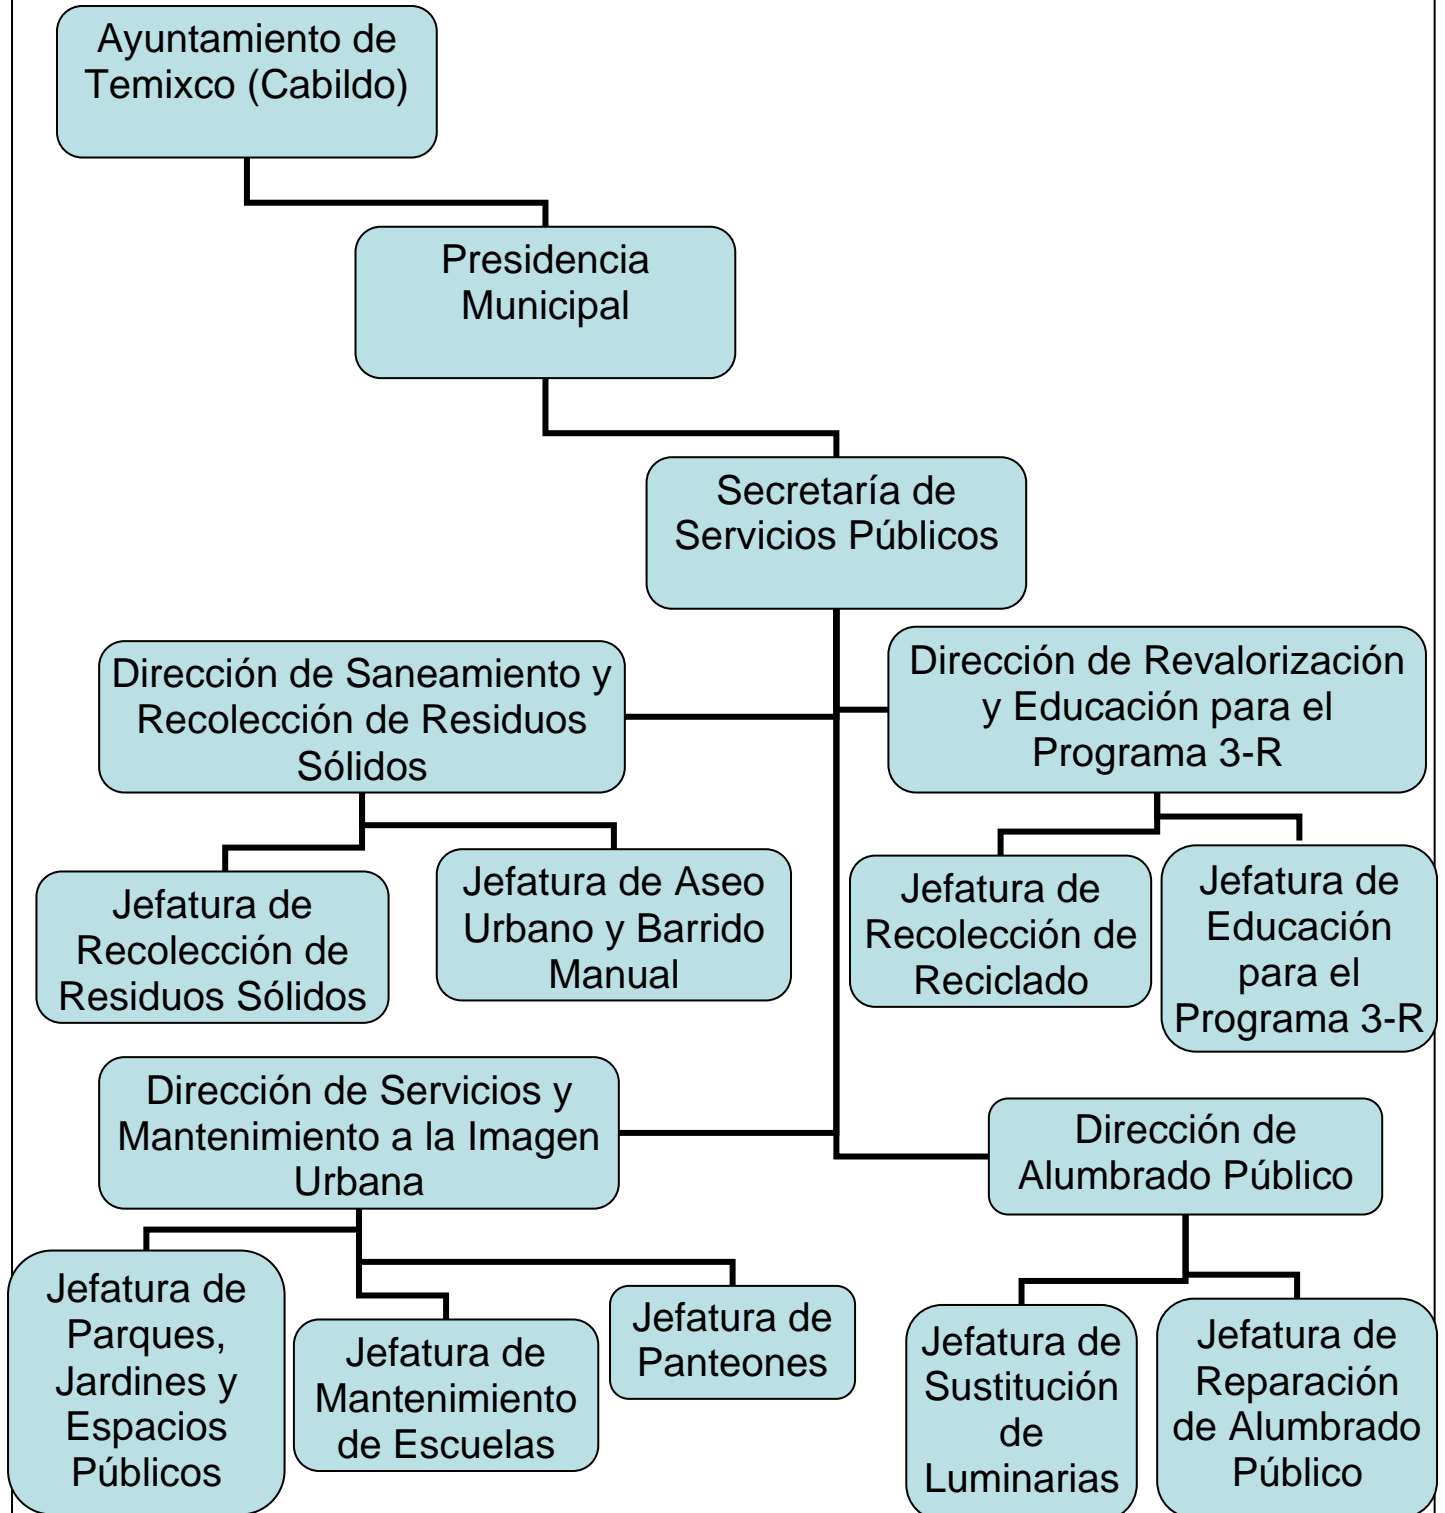 Ayuntamiento de
Temixco (Cabildo)
Presidencia
Municipal
Secretaría de
Servicios Públicos
Dirección de Saneamiento y
Recolección de Residuos
Sólidos
Dirección de Revalorización
y Educación para el
Programa 3-R
Jefatura de
Recolección de
Residuos Sólidos
Jefatura de Aseo
Urbano y Barrido
Manual
Jefatura de
Recolección de
Reciclado
Jefatura de
Educación
para el
Programa 3-R
Dirección de Servicios y
Mantenimiento a la Imagen
Urbana
Dirección de
Alumbrado Público
Jefatura de
Parques,
Jardines y
Espacios
Públicos
Jefatura de
Mantenimiento
de Escuelas
Jefatura de
Panteones
Jefatura de
Sustitución
de
Luminarias
Jefatura de
Reparación
de Alumbrado
Público